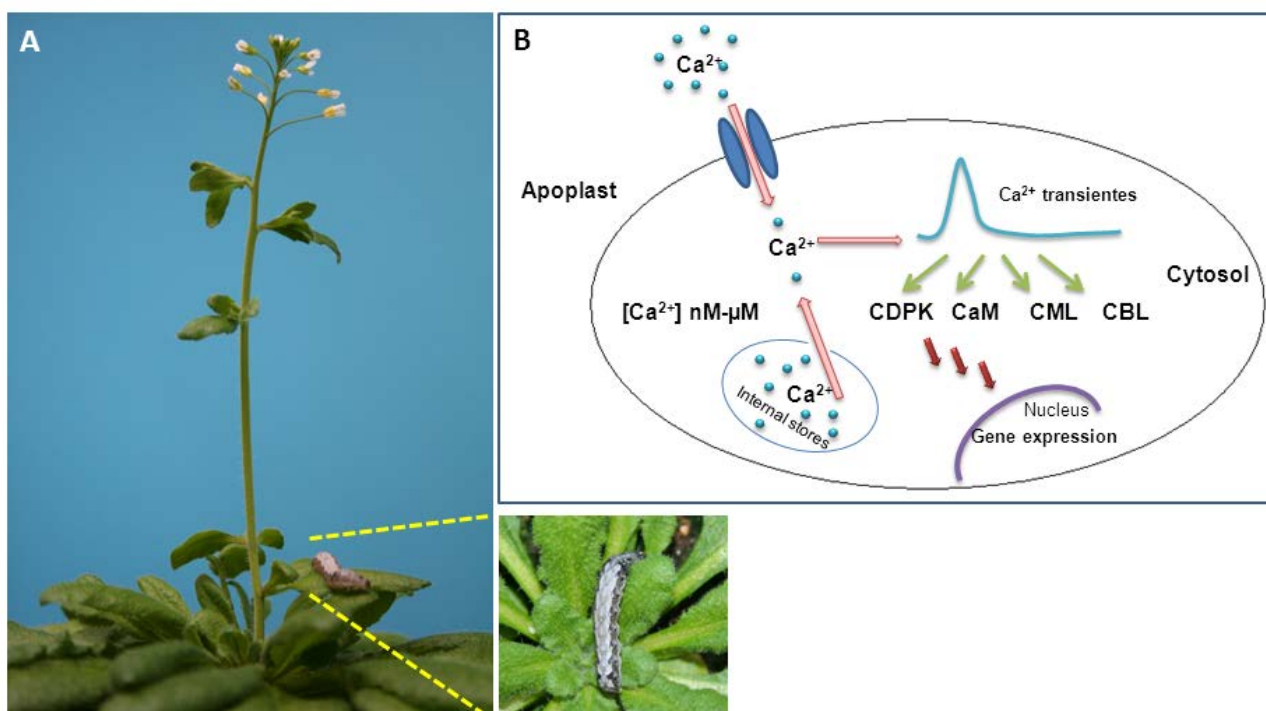 A
B
Ca²⁺
Apoplast
Ca²⁺ transientes
Ca²⁺
Cytosol
[Ca²⁺] nM-µM
CDPK CaM CML CBL
Ca²⁺
Internal stores
Nucleus
Gene expression